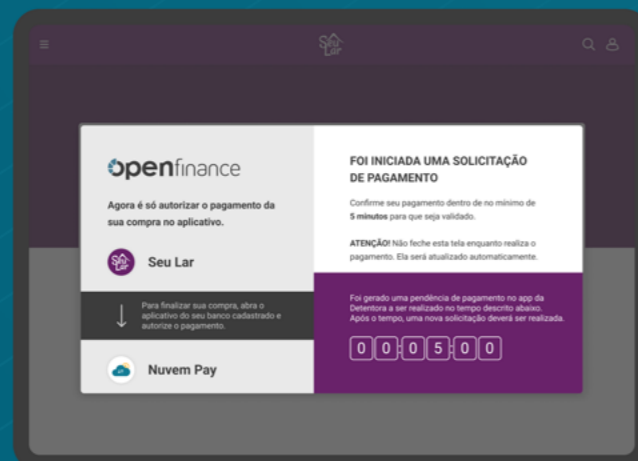 Seu
Lar
openfinance
Agora é só autorizar o pagamento da
sua compra no aplicativo.
Seu
Lar
Seu Lar
Para finalizar sua compra, abra o
aplicativo do seu banco cadastrado e
autorize o pagamento.
Nuvem Pay
FOI INICIADA UMA SOLICITAÇÃO
DE PAGAMENTO
Confirme seu pagamento dentro de no mínimo de
5 minutos para que seja validado.
ATENÇÃO! Não feche esta tela enquanto realiza o
pagamento. Ela será atualizado automaticamente.
Foi gerado uma pendência de pagamento no app da
Detentora a ser realizado no tempo descrito abaixo.
Após o tempo, uma nova solicitação deverá ser realizada.
00:05:00